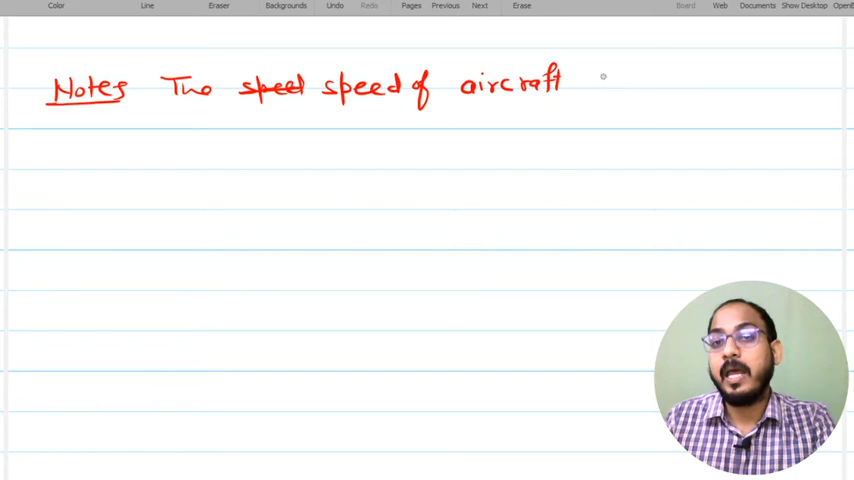 Color Line Eraser Backgrounds Undo Redo Pages Previous Next Erase Board Web Documents Show Desktop OpenB
Notes The speed speed of aircraft